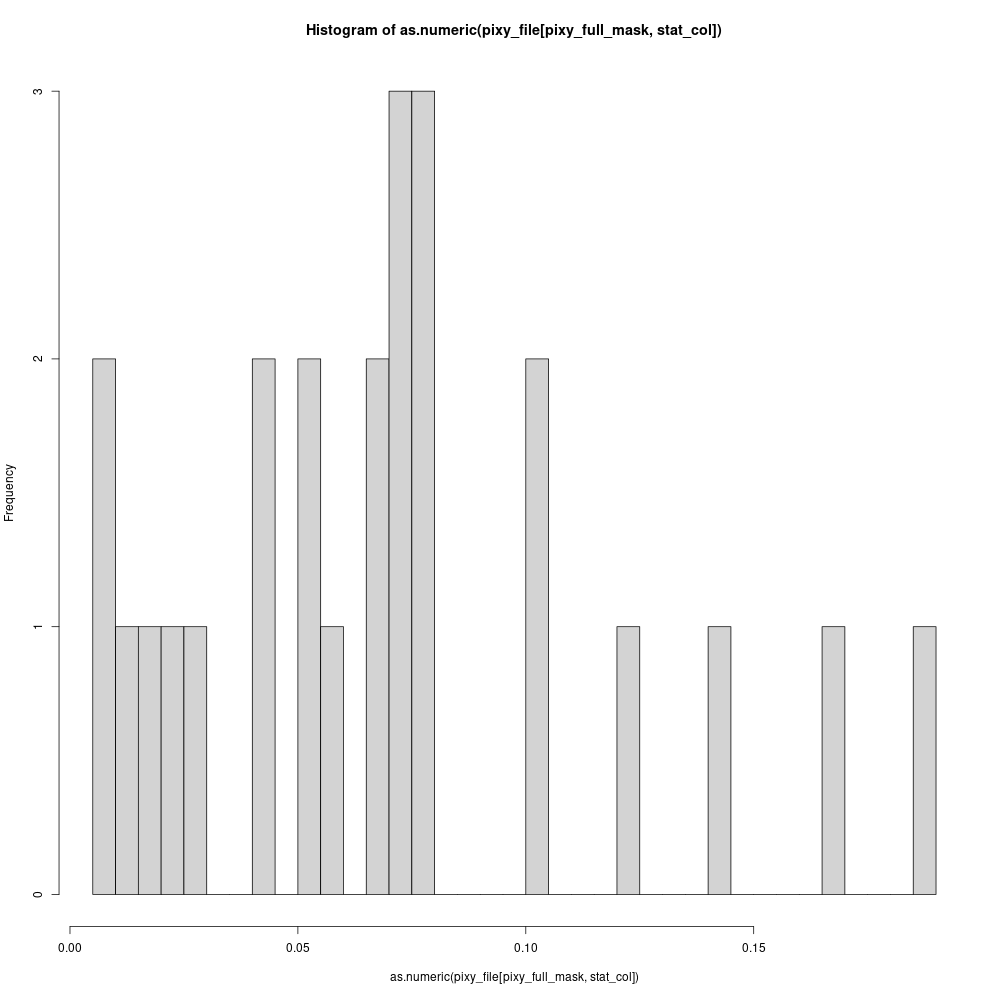 Histogram of as.numeric(pixy_file[pixy_full_mask, stat_col])
Frequency
3
2
1
0
0.00 0.05 0.10 0.15
as.numeric(pixy_file[pixy_full_mask, stat_col])